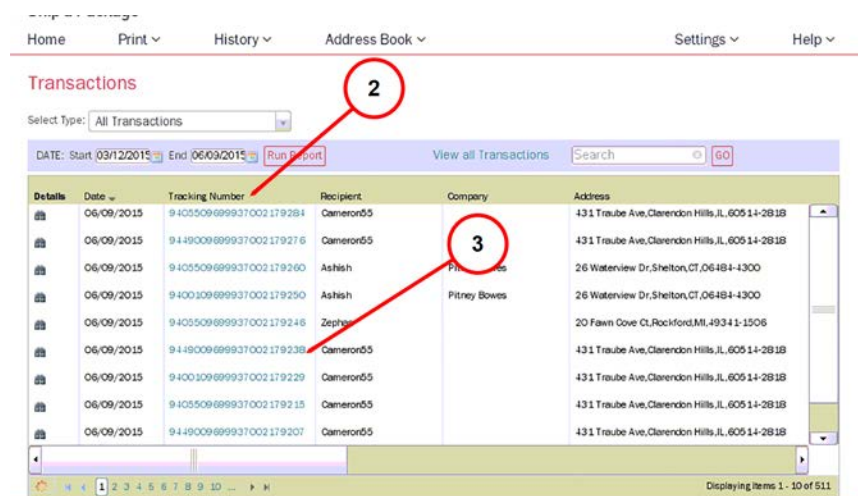 Home Print History Address Book Settings Help
Transactions
2
Select Type: All Transactions
DATE: Start 03/12/2015 End 06/09/2015 Run Report View all Transactions Search GO
Details Date Tracking Number Recipient Company Address
06/09/2015 9405509699937002179284 Cameron55 431 Traube Ave,Clarendon Hills,IL,60514-2818
06/09/2015 9449009699937002179276 Cameron55 431 Traube Ave,Clarendon Hills,IL,60514-2818
3
06/09/2015 9405509699937002179260 Ashish 26 Waterview Dr,Shelton,CT,06484-4300
06/09/2015 9400109699937002179250 Ashish Pitney Bowes 26 Waterview Dr,Shelton,CT,06484-4300
06/09/2015 9405509699937002179246 20 Fawn Cove Ct,Rockford,MI,49341-1506
06/09/2015 9449009699937002179238 Cameron55 431 Traube Ave,Clarendon Hills,IL,60514-2818
06/09/2015 9400109699937002179229 Cameron55 431 Traube Ave,Clarendon Hills,IL,60514-2818
06/09/2015 9405509699937002179215 Cameron55 431 Traube Ave,Clarendon Hills,IL,60514-2818
06/09/2015 9449009699937002179207 Cameron55 431 Traube Ave,Clarendon Hills,IL,60514-2818
1 2 3 4 5 6 7 8 9 10 ... Displaying items 1 - 10 of 511